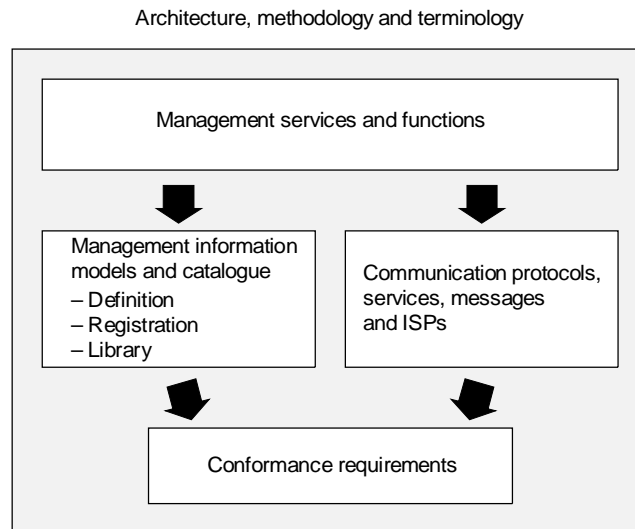 Architecture, methodology and terminology
Management services and functions
Management information
models and catalogue
– Definition
– Registration
– Library
Communication protocols,
services, messages
and ISPs
Conformance requirements